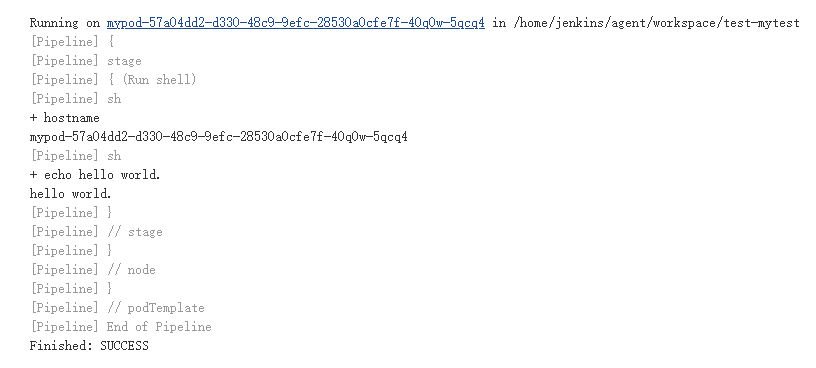 Running on mypod-57a04dd2-d330-48c9-9efc-28530a0cfe7f-40q0w-5qcq4 in /home/jenkins/agent/workspace/test-mytest
[Pipeline] {
[Pipeline] stage
[Pipeline] { (Run shell)
[Pipeline] sh
+ hostname
mypod-57a04dd2-d330-48c9-9efc-28530a0cfe7f-40q0w-5qcq4
[Pipeline] sh
+ echo hello world.
hello world.
[Pipeline] }
[Pipeline] // stage
[Pipeline] }
[Pipeline] // node
[Pipeline] }
[Pipeline] // podTemplate
[Pipeline] End of Pipeline
Finished: SUCCESS